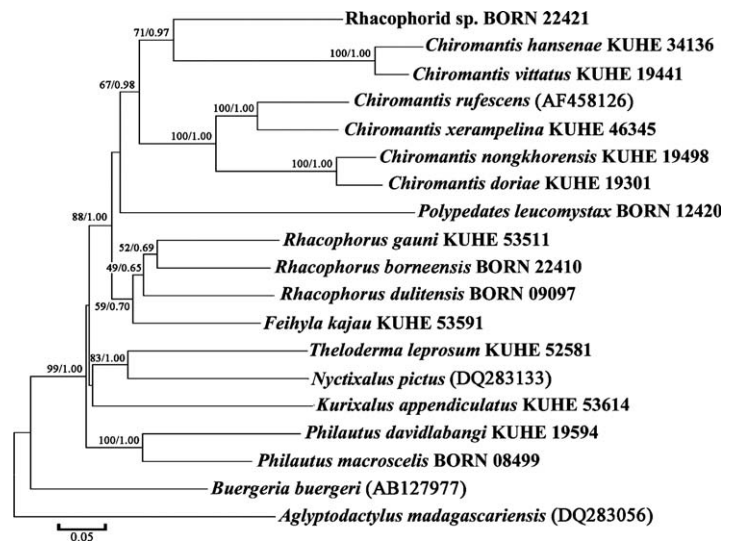 71/0.97
Rhacophorid sp. BORN 22421
100/1.00
Chiromantis hansenae KUHE 34136
Chiromantis vittatus KUHE 19441
67/0.98
100/1.00
Chiromantis rufescens (AF458126)
100/1.00
Chiromantis xerampelina KUHE 46345
100/1.00
Chiromantis nongkhorensis KUHE 19498
Chiromantis doriae KUHE 19301
88/1.00
Polypedates leucomystax BORN 12420
52/0.69
Rhacophorus gauni KUHE 53511
49/0.65
Rhacophorus borneensis BORN 22410
Rhacophorus dulitensis BORN 09097
59/0.70
Feihyla kajau KUHE 53591
83/1.00
Theloderma leprosum KUHE 52581
99/1.00
Nyctixalus pictus (DQ283133)
Kurixalus appendiculatus KUHE 53614
100/1.00
Philautus davidlabangi KUHE 19594
Philautus macroscelis BORN 08499
Buergeria buergeri (AB127977)
Aglyptodactylus madagascariensis (DQ283056)
0.05